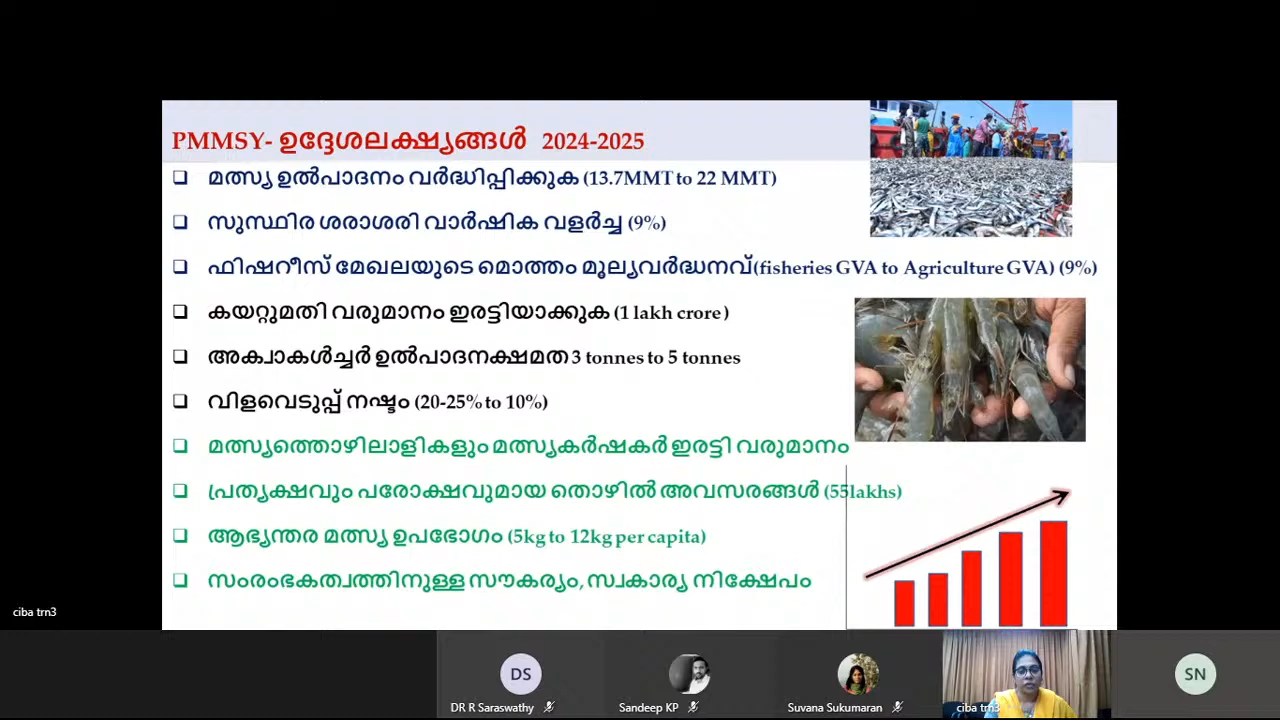 PMMSY- ഉദ്ദേശലക്ഷ്യങ്ങൾ 2024-2025
❑ മത്സ്യ ഉൽപാദനം വർദ്ധിപ്പിക്കുക (13.7MMT to 22 MMT)
❑ സുസ്ഥിര ശരാശരി വാർഷിക വളർച്ച (9%)
❑ ഫിഷറീസ് മേഖലയുടെ മൊത്തം മൂല്യവർദ്ധനവ്(fisheries GVA to Agriculture GVA) (9%)
❑ കയറ്റുമതി വരുമാനം ഇരട്ടിയാക്കുക (1 lakh crore)
❑ അക്വാകൾച്ചർ ഉൽപാദനക്ഷമത 3 tonnes to 5 tonnes
❑ വിളവെടുപ്പ് നഷ്ടം (20-25% to 10%)
❑ മത്സ്യത്തൊഴിലാളികളും മത്സ്യകർഷകർ ഇരട്ടി വരുമാനം
❑ പ്രത്യക്ഷവും പരോക്ഷവുമായ തൊഴിൽ അവസരങ്ങൾ (55lakhs)
❑ ആഭ്യന്തര മത്സ്യ ഉപഭോഗം (5kg to 12kg per capita)
❑ സംരംഭകത്വത്തിനുള്ള സൗകര്യം, സ്വകാര്യ നിക്ഷേപം
ciba trn3
DS
SN
DR R Saraswathy
Sandeep KP
Suvana Sukumaran
ciba trn3